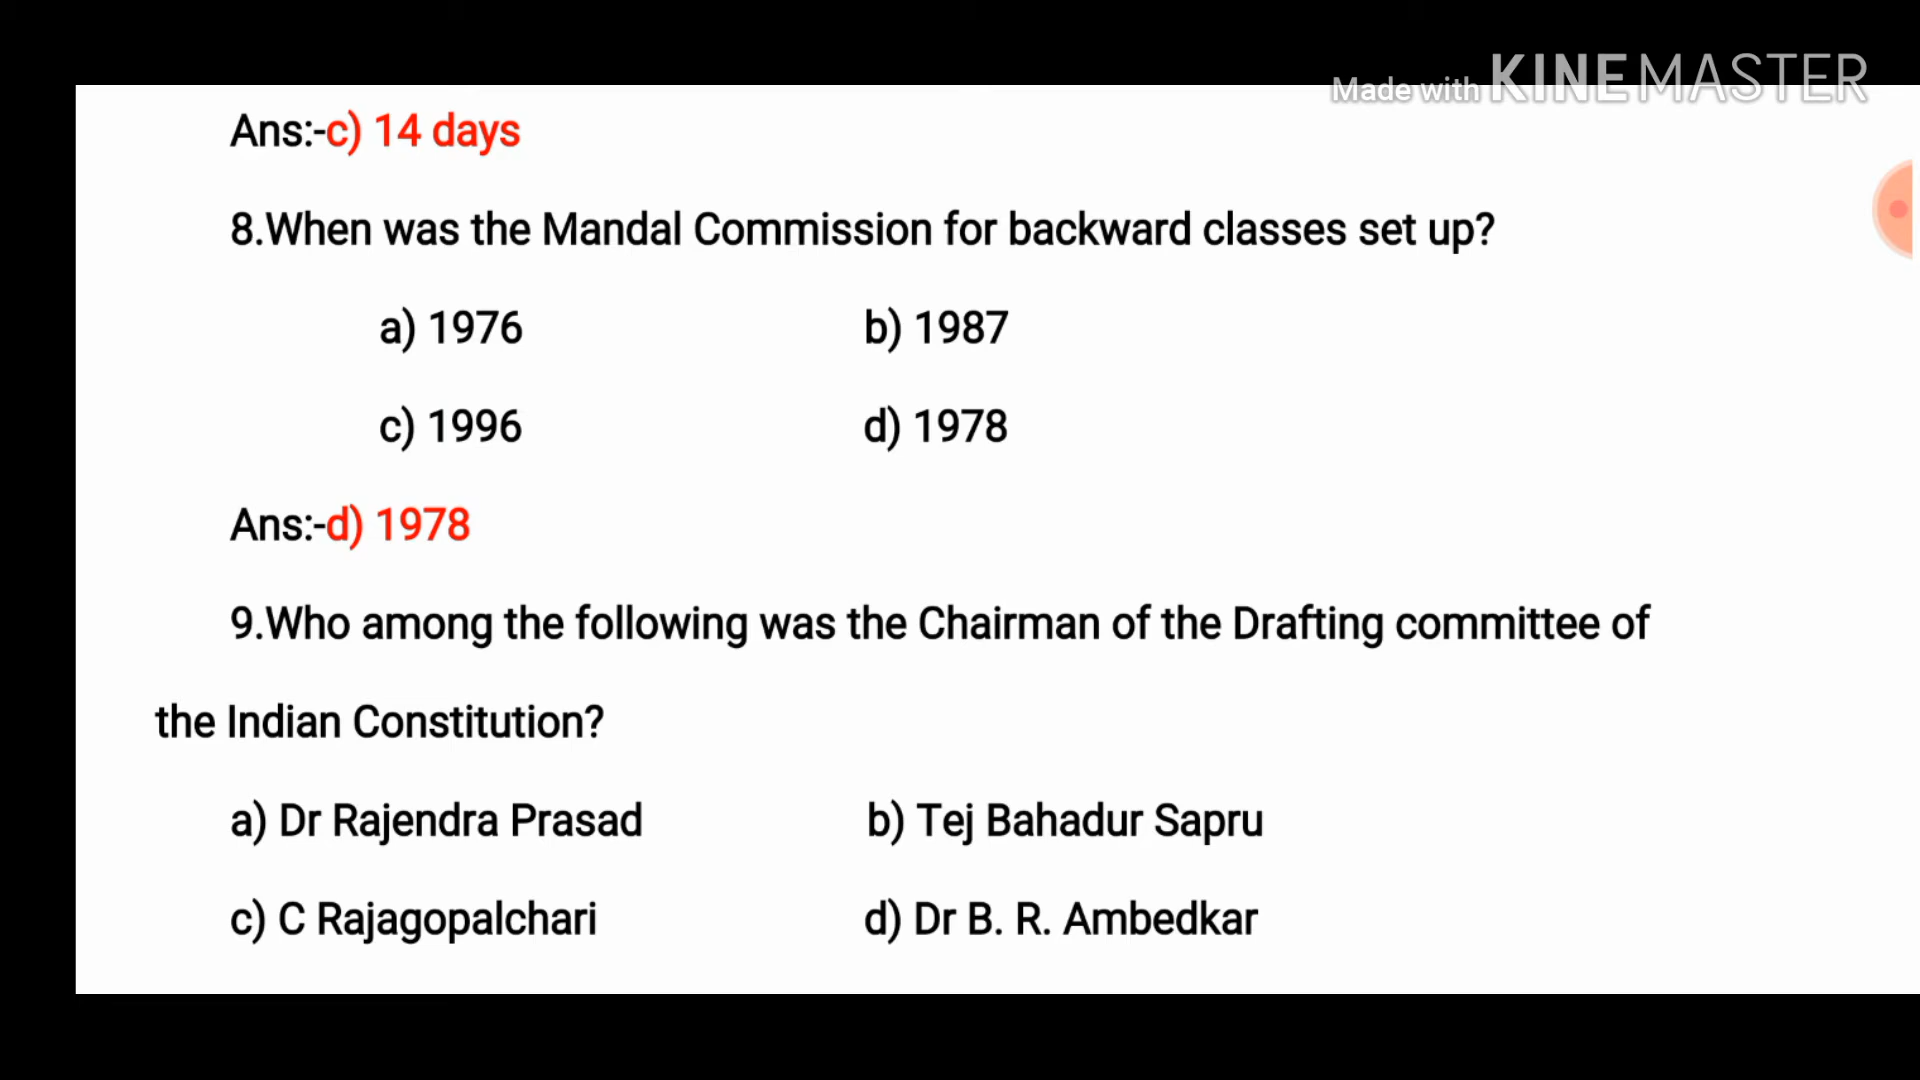 Made with KINEMASTER
Ans:-c) 14 days
8.When was the Mandal Commission for backward classes set up?
a) 1976 b) 1987
c) 1996 d) 1978
Ans:-d) 1978
9.Who among the following was the Chairman of the Drafting committee of
the Indian Constitution?
a) Dr Rajendra Prasad b) Tej Bahadur Sapru
c) C Rajagopalchari d) Dr B. R. Ambedkar